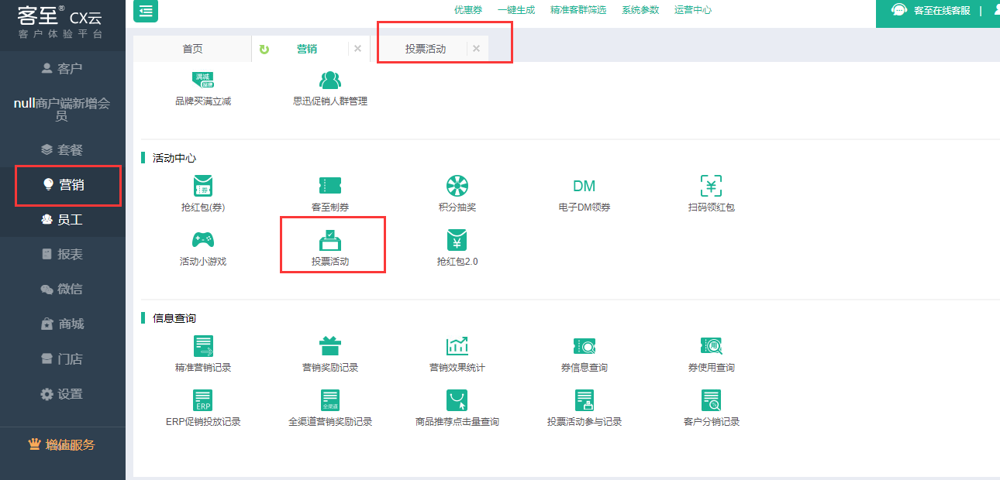 客至® CX云
客户体验平台
优惠券 一键生成 精准客群筛选 系统参数 运营中心
客至在线客服 |
首页 营销 × 投票活动 ×
客户
null商户端新增会
员
套餐
营销
员工
报表
微信
商城
门店
设置
增值服务
满减
品牌买满立减 思迅促销人群管理
活动中心
券 DM ¥
抢红包(券) 客至制券 积分抽奖 电子DM领券 扫码领红包
¥
活动小游戏 投票活动 抢红包2.0
信息查询
精准营销记录 营销奖励记录 营销效果统计 券信息查询 券使用查询
ERP 全渠道
ERP促销投放记录 全渠道营销奖励记录 商品推荐点击量查询 投票活动参与记录 客户分销记录